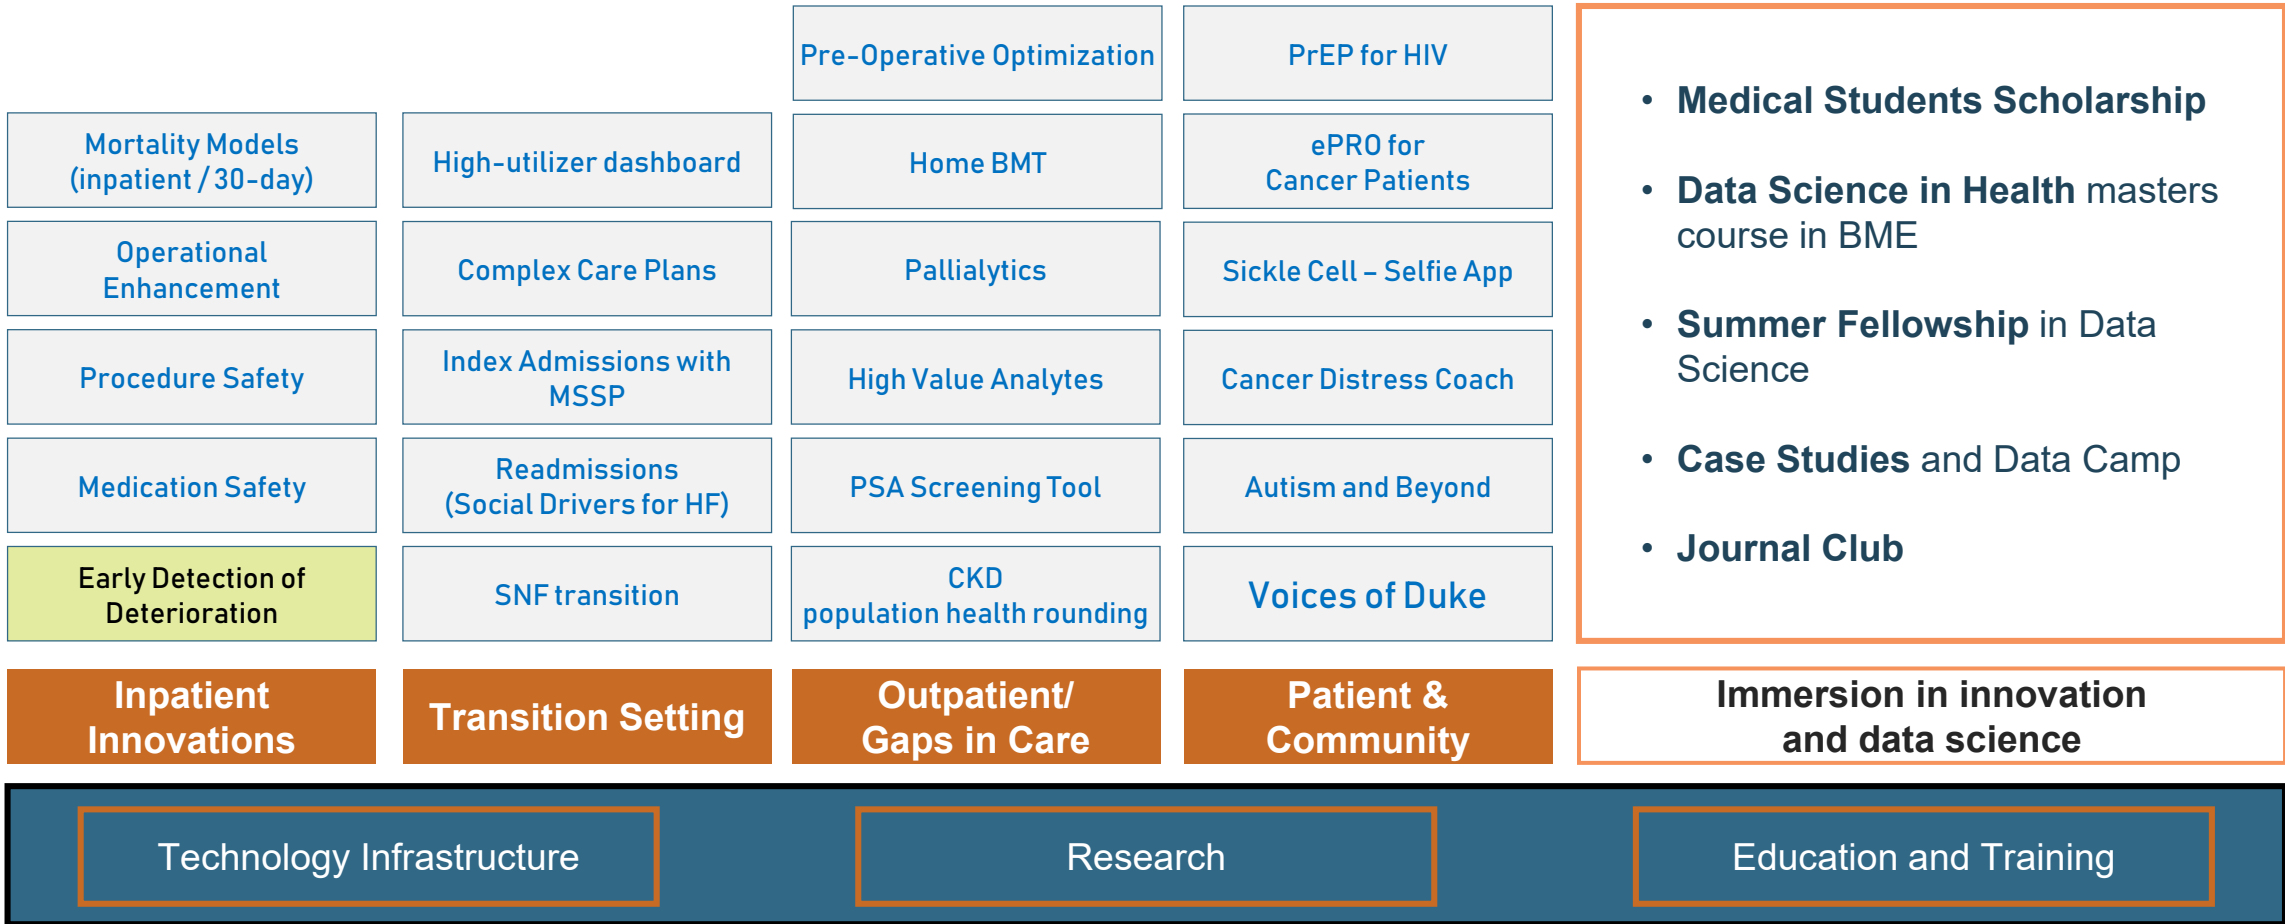 Mortality Models
(inpatient / 30-day)
Operational
Enhancement
Procedure Safety
Medication Safety
Early Detection of
Deterioration
Inpatient
Innovations
High-utilizer dashboard
Complex Care Plans
Index Admissions with
MSSP
Readmissions
(Social Drivers for HF)
SNF transition
Transition Setting
Pre-Operative Optimization
Home BMT
Pallialytics
High Value Analytes
PSA Screening Tool
CKD
population health rounding
Outpatient/
Gaps in Care
PrEP for HIV
ePRO for
Cancer Patients
Sickle Cell – Selfie App
Cancer Distress Coach
Autism and Beyond
Voices of Duke
Patient &
Community
• Medical Students Scholarship
• Data Science in Health masters
course in BME
• Summer Fellowship in Data
Science
• Case Studies and Data Camp
• Journal Club
Immersion in innovation
and data science
Technology Infrastructure
Research
Education and Training